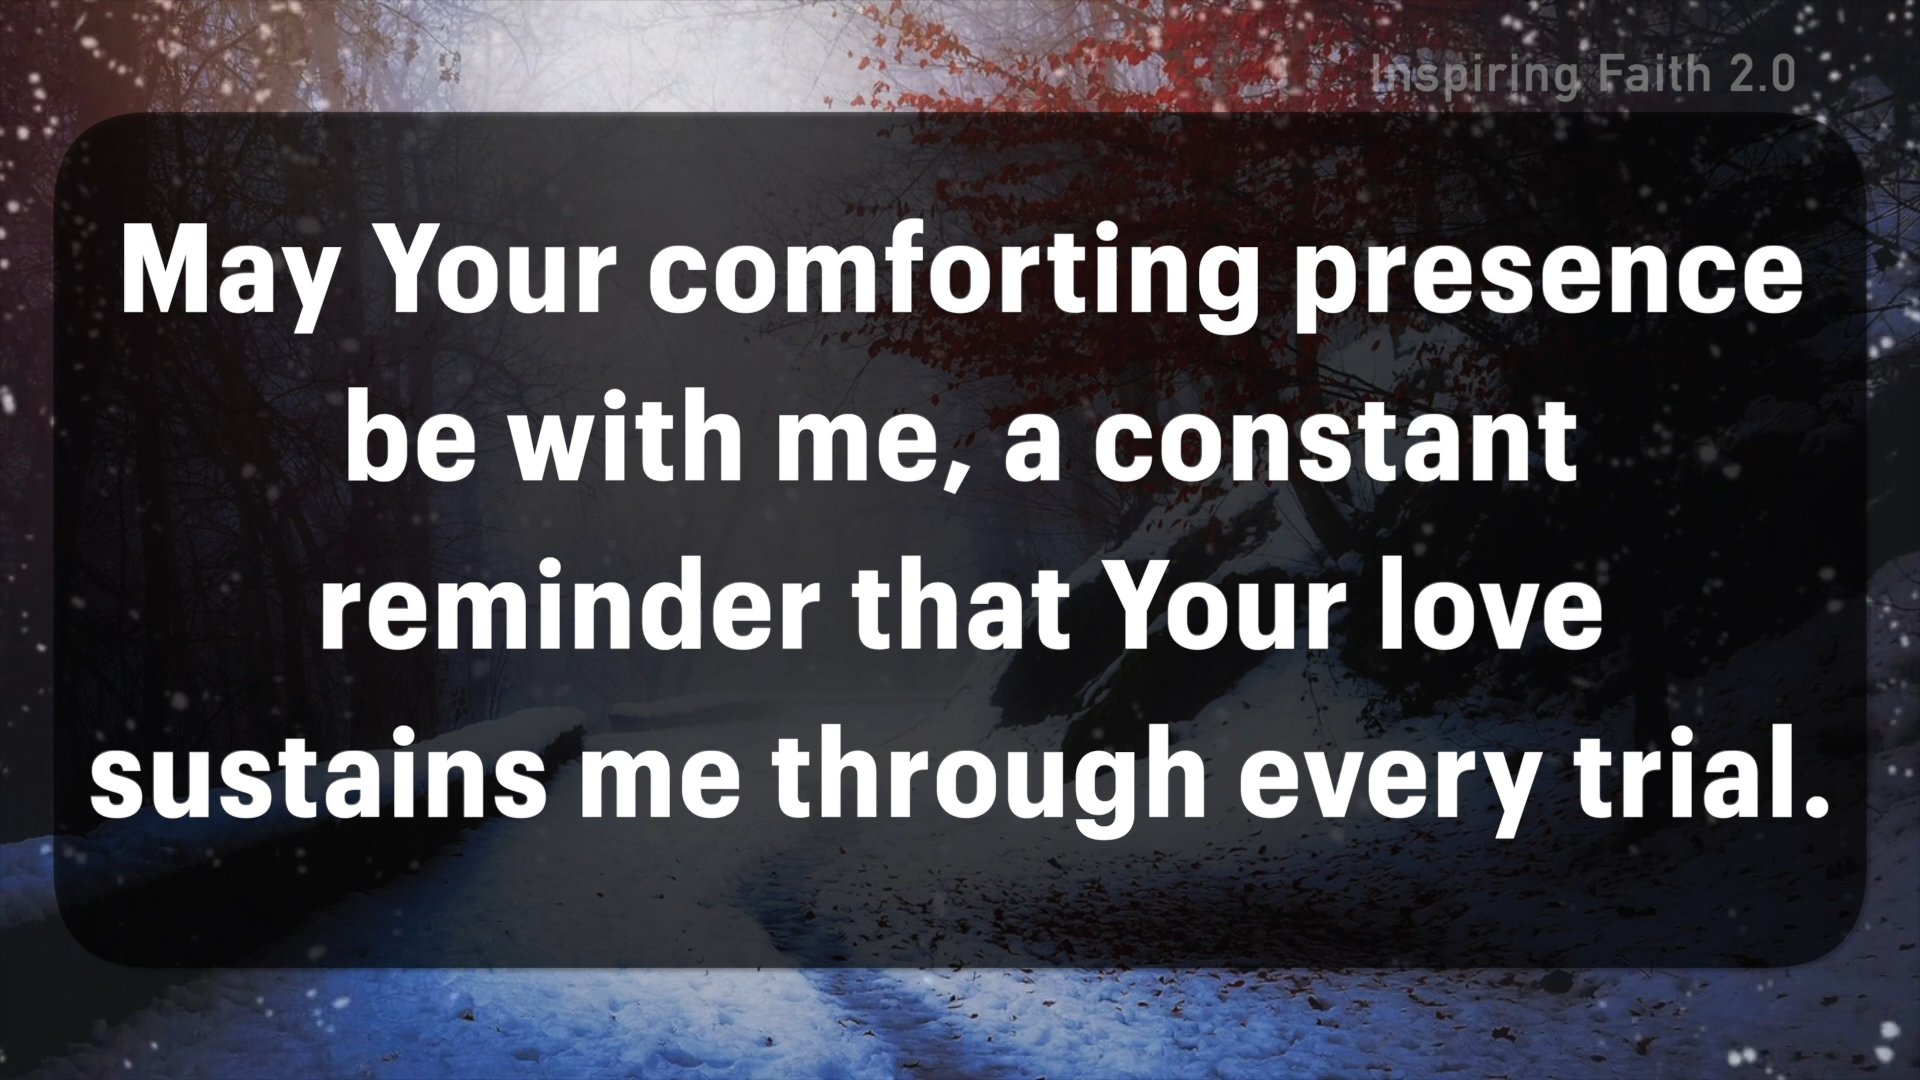 Inspiring Faith 2.0
May Your comforting presence
be with me, a constant
reminder that Your love
sustains me through every trial.